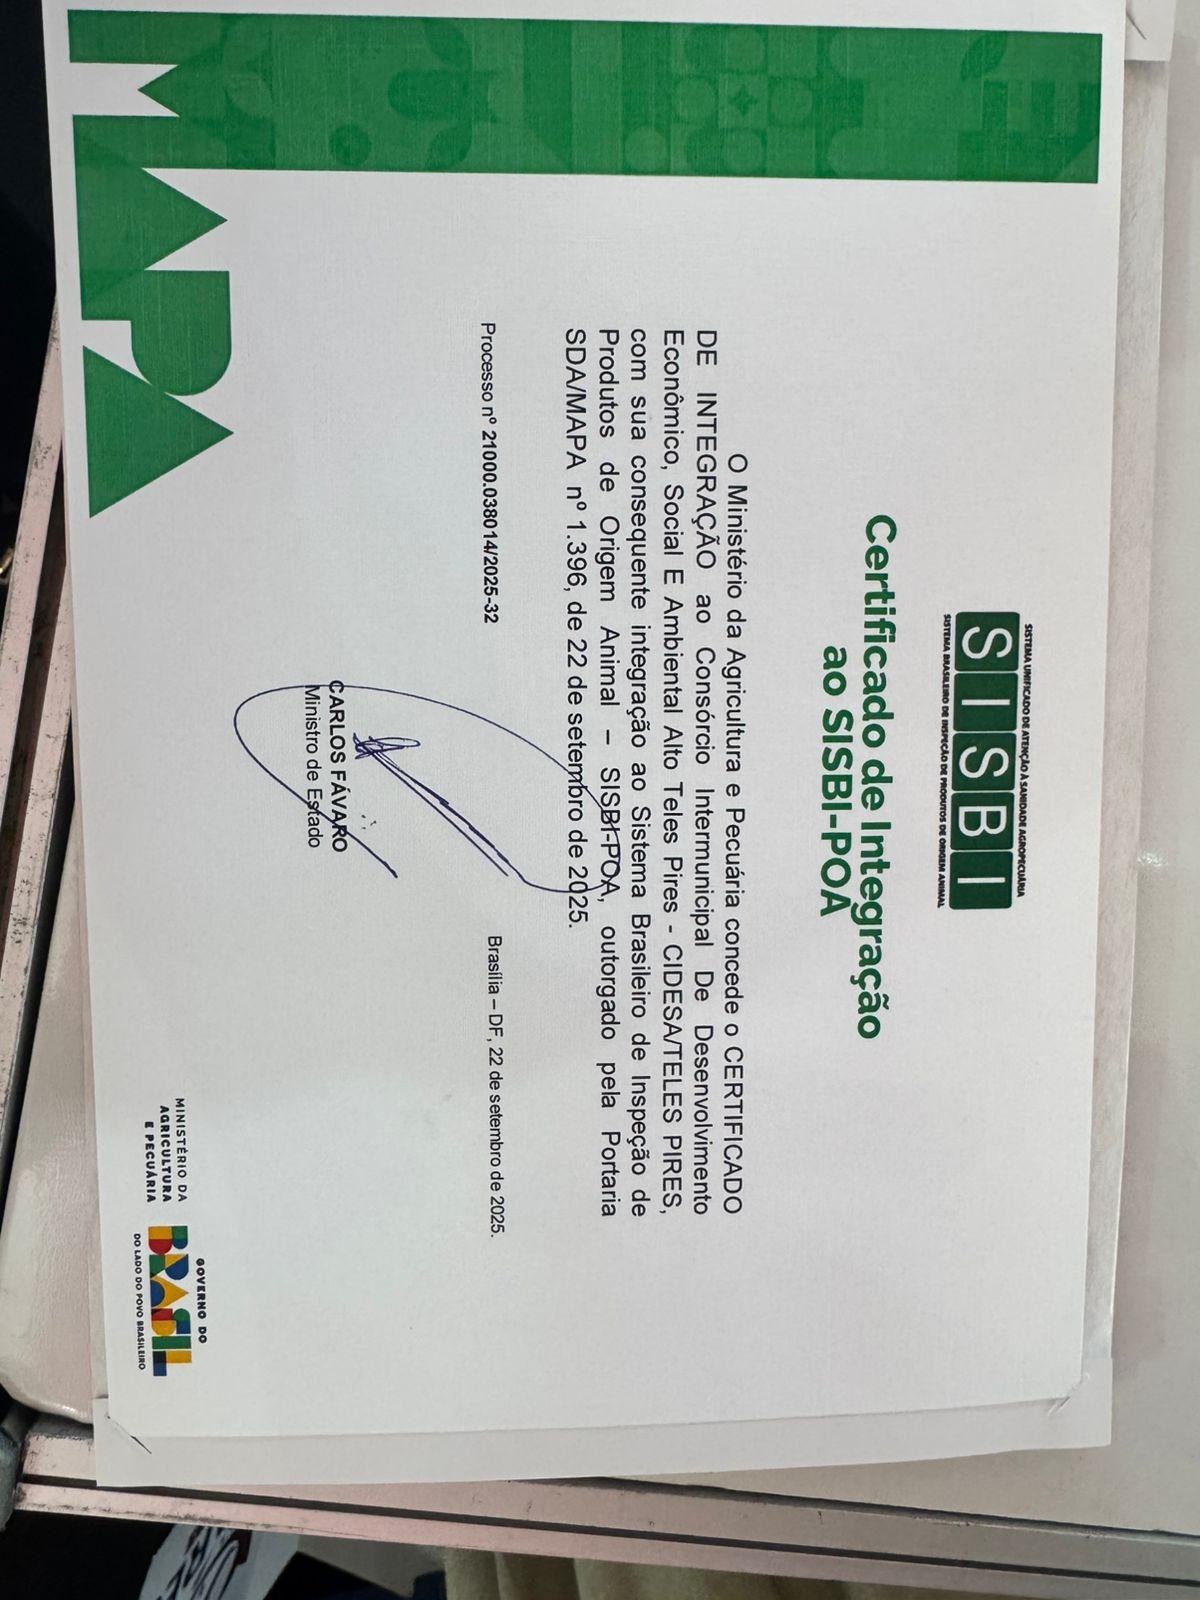 SISTEMA UNIFICADO DE ATENÇÃO À SANIDADE AGROPECUÁRIA
SISBI
SISTEMA BRASILEIRO DE INSPEÇÃO DE PRODUTOS DE ORIGEM ANIMAL
Certificado de Integração
ao SISBI-POA
O Ministério da Agricultura e Pecuária concede o CERTIFICADO
DE INTEGRAÇÃO ao Consórcio Intermunicipal De Desenvolvimento
Econômico, Social E Ambiental Alto Teles Pires - CIDESA/TELES PIRES,
com sua consequente integração ao Sistema Brasileiro de Inspeção de
Produtos de Origem Animal – SISBI-POA, outorgado pela Portaria
SDA/MAPA nº 1.396, de 22 de setembro de 2025.
Processo nº 21000.038014/2025-32
Brasília – DF, 22 de setembro de 2025.
CARLOS FÁVARO
Ministro de Estado
MAPA
MINISTÉRIO DA
AGRICULTURA
E PECUÁRIA
GOVERNO DO
BRASIL
DO LADO DO POVO BRASILEIRO